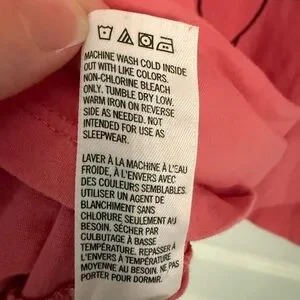 MACHINE WASH COLD INSIDE
OUT WITH LIKE COLORS.
NON-CHLORINE BLEACH
ONLY. TUMBLE DRY LOW.
WARM IRON ON REVERSE
SIDE AS NEEDED. NOT
INTENDED FOR USE AS
SLEEPWEAR.
LAVER À LA MACHINE À L'EAU
FROIDE, À L'ENVERS AVEC
DES COULEURS SEMBLABLES.
UTILISER UN AGENT DE
BLANCHIMENT SANS
CHLORURE SEULEMENT AU
BESOIN. SÉCHER PAR
CULBUTAGE À BASSE
TEMPÉRATURE. REPASSER À
L'ENVERS À TEMPÉRATURE
MOYENNE AU BESOIN. NE PAS
PORTER POUR DORMIR.